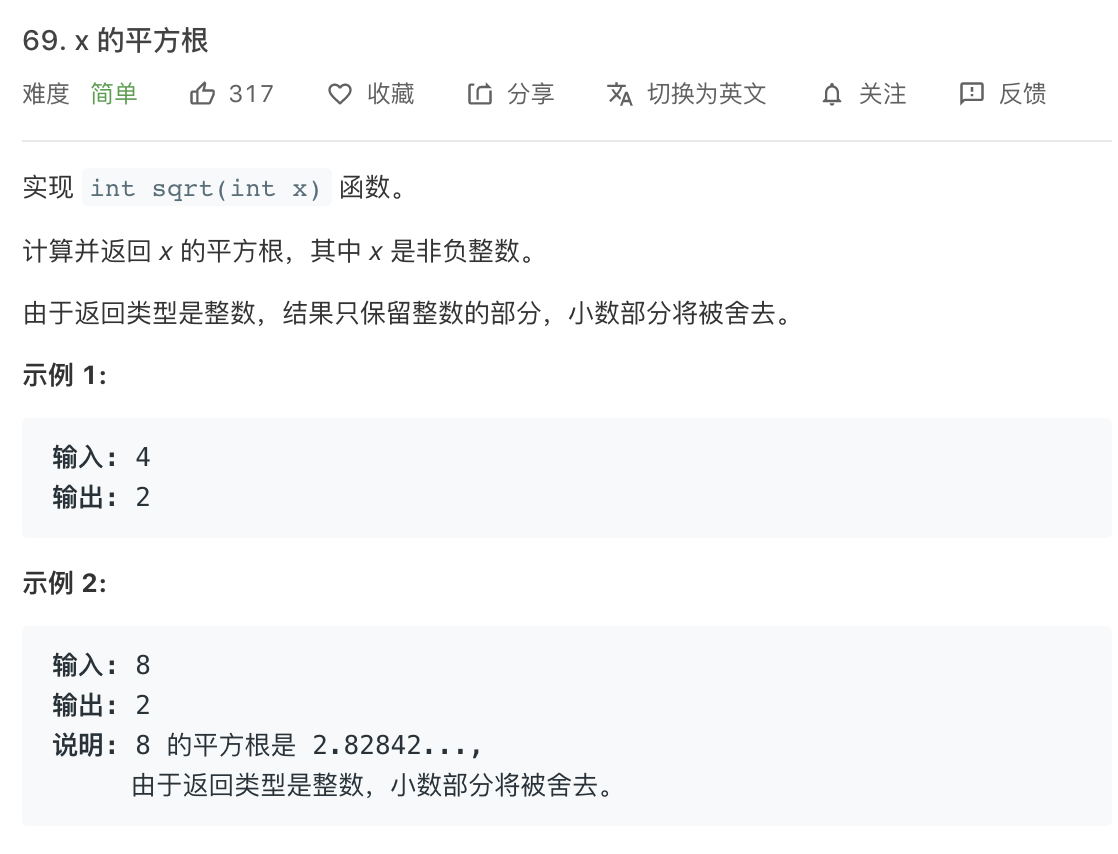 69. x 的平方根
难度 简单 317 收藏 分享 切换为英文 关注 反馈
实现 int sqrt(int x) 函数。
计算并返回 x 的平方根，其中 x 是非负整数。
由于返回类型是整数，结果只保留整数的部分，小数部分将被舍去。
示例 1:
输入: 4
输出: 2
示例 2:
输入: 8
输出: 2
说明: 8 的平方根是 2.82842...,
由于返回类型是整数，小数部分将被舍去。